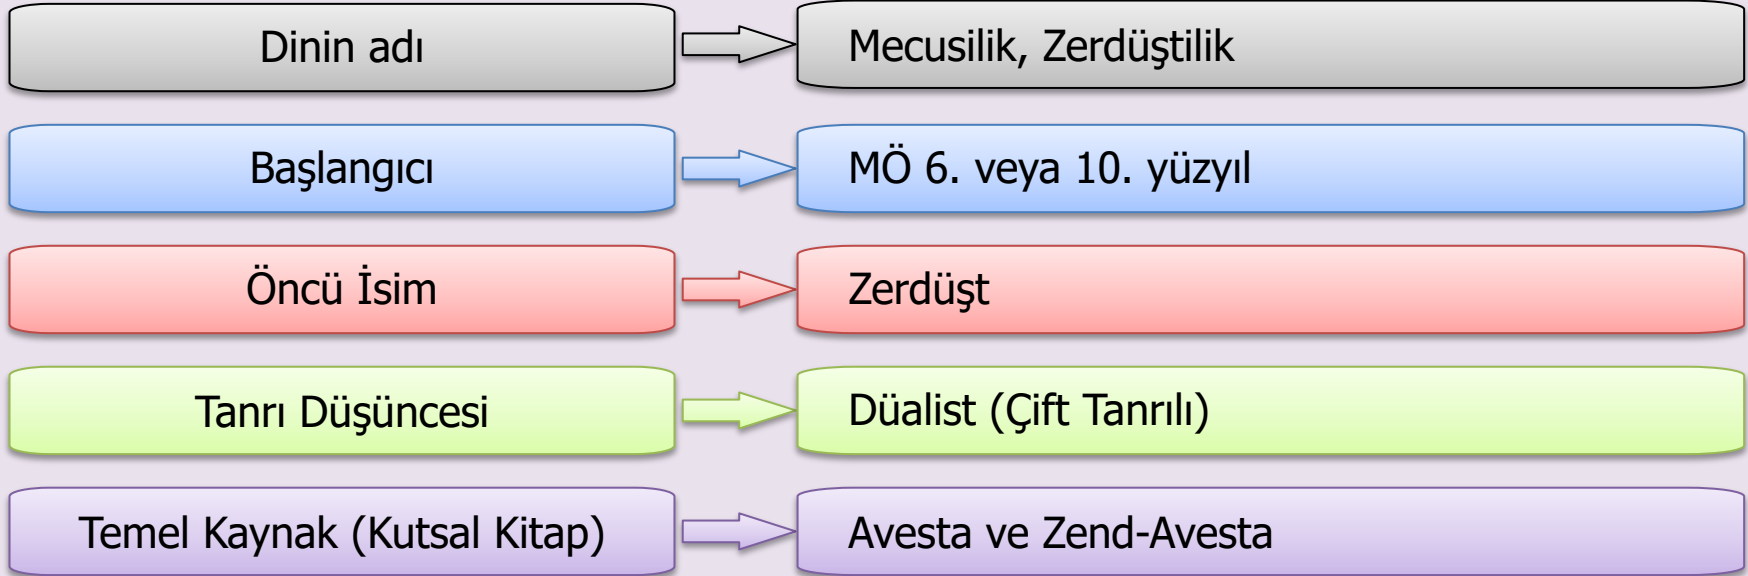 Dinin adı
Mecusilik, Zerdüştilik
Başlangıcı
MÖ 6. veya 10. yüzyıl
Öncü İsim
Zerdüşt
Tanrı Düşüncesi
Düalist (Çift Tanrılı)
Temel Kaynak (Kutsal Kitap)
Avesta ve Zend-Avesta